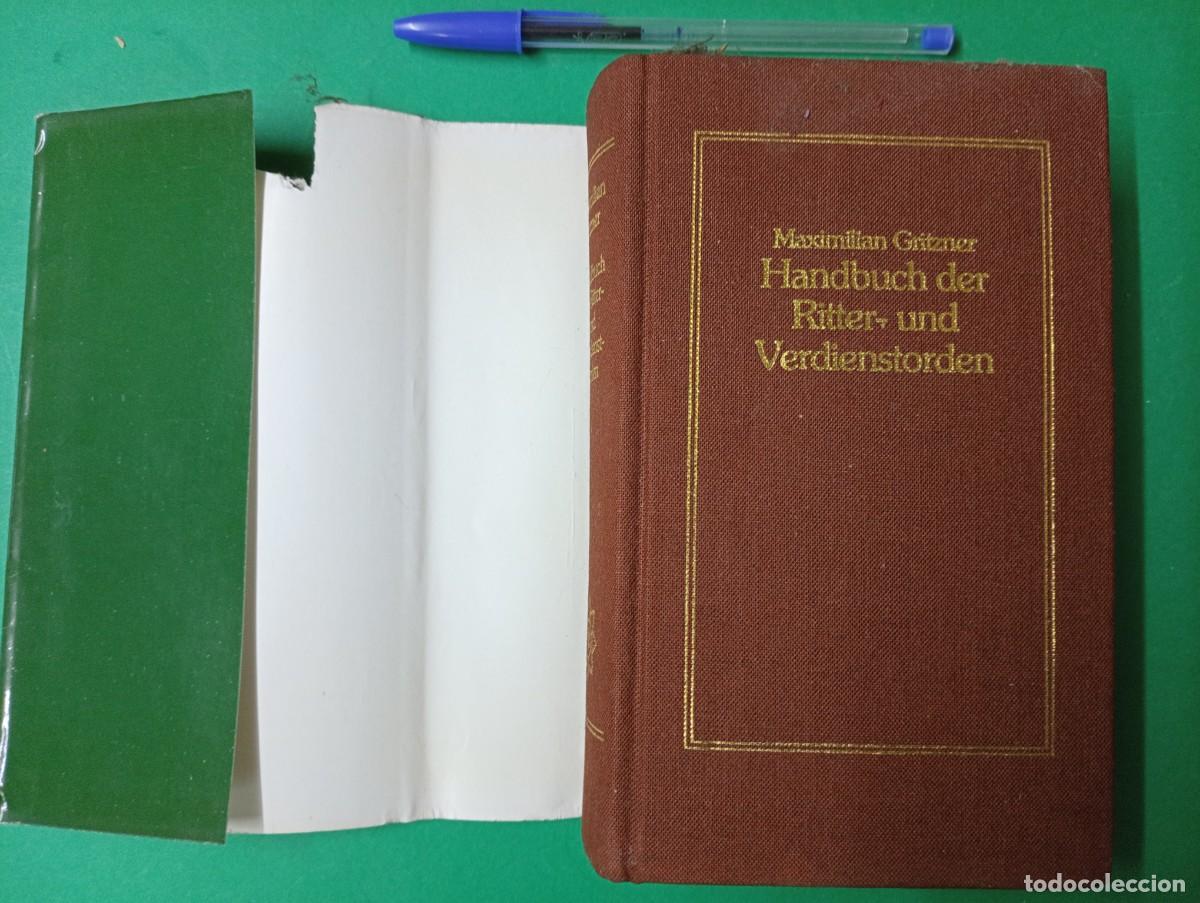 Maximilian Gritzner
Handbuch der
Ritter- und
Verdienstorden
todocoleccion